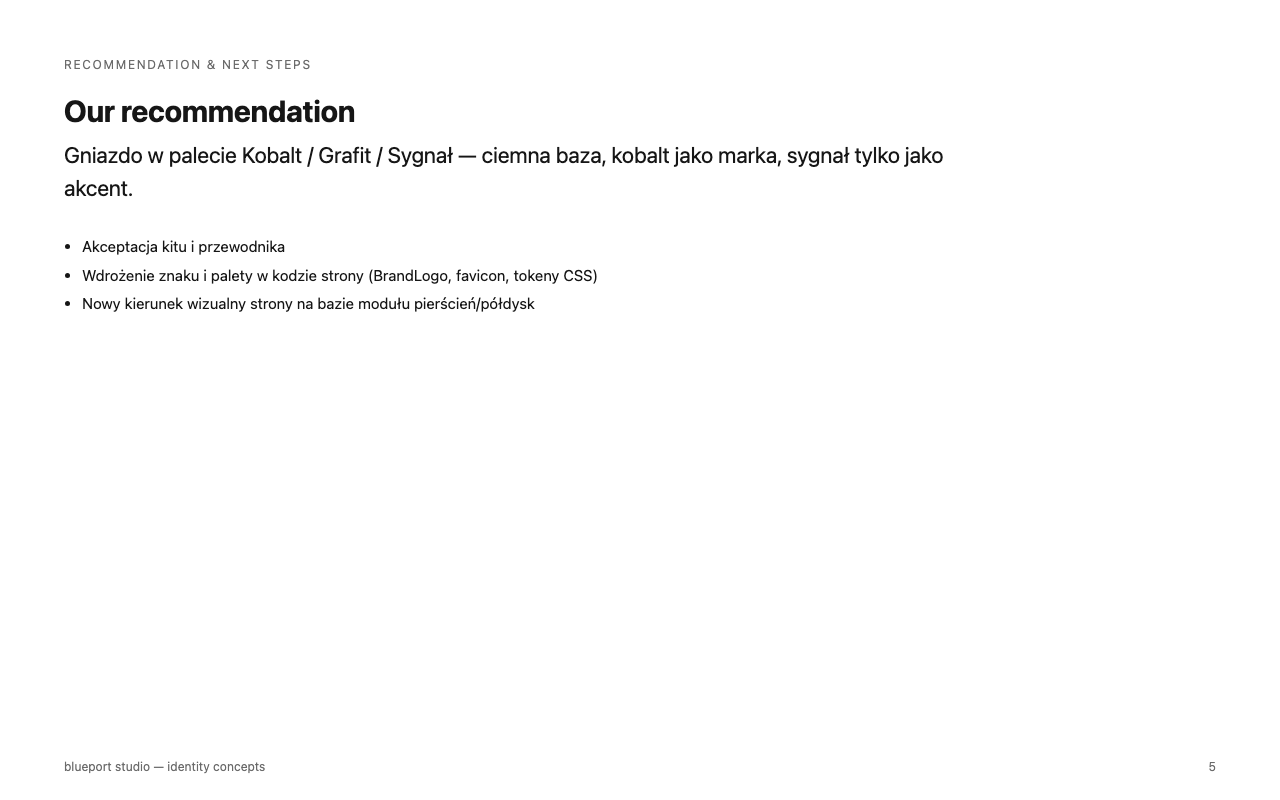 RECOMMENDATION & NEXT STEPS
Our recommendation
Gniazdo w palecie Kobalt / Grafit / Sygnał — ciemna baza, kobalt jako marka, sygnał tylko jako
akcent.
• Akceptacja kitu i przewodnika
• Wdrożenie znaku i palety w kodzie strony (BrandLogo, favicon, tokeny CSS)
• Nowy kierunek wizualny strony na bazie modułu pierścień/półdysk
blueport studio — identity concepts
5